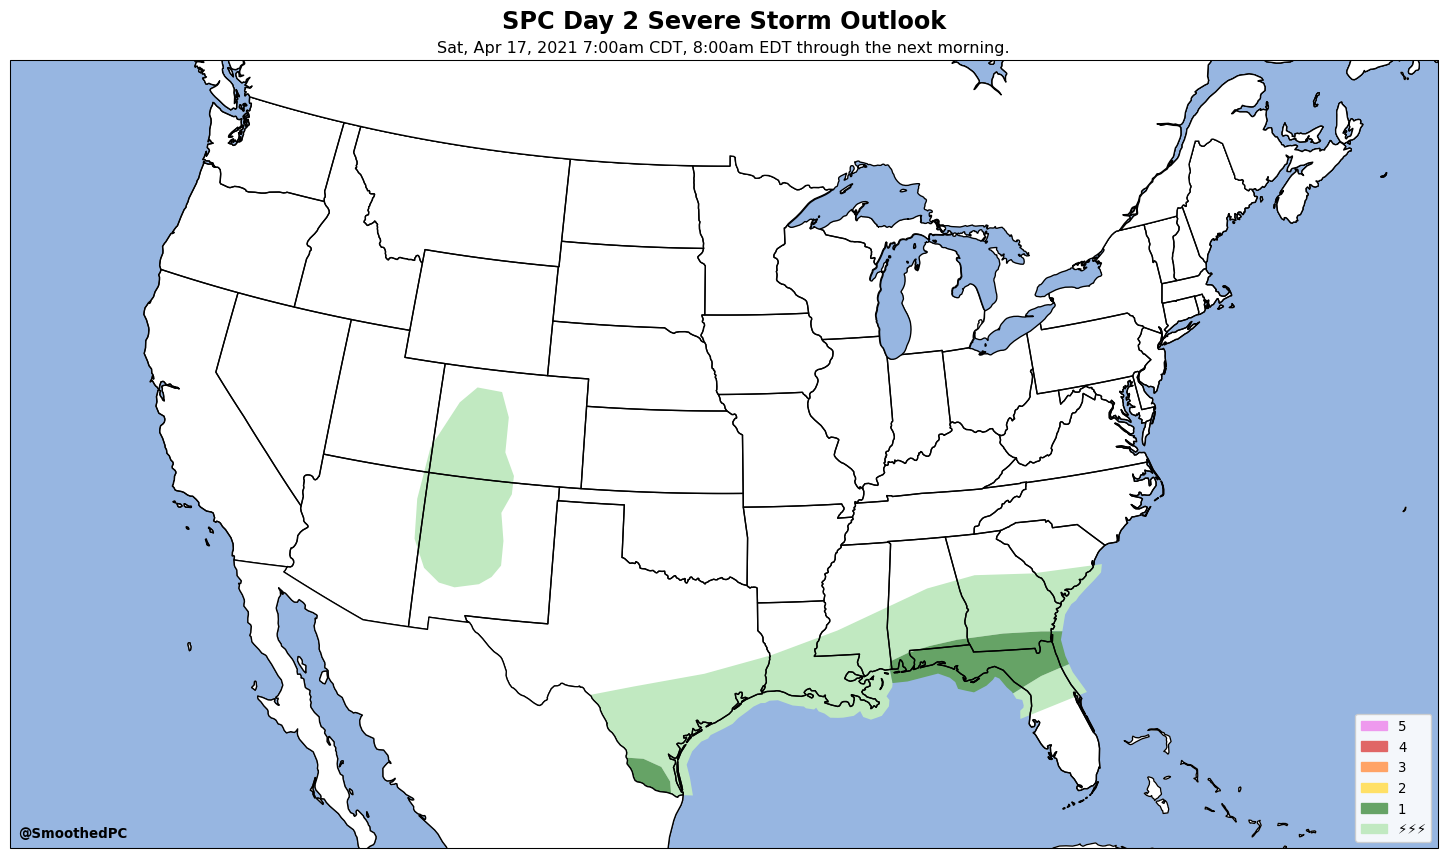 SPC Day 2 Severe Storm Outlook
Sat, Apr 17, 2021 7:00am CDT, 8:00am EDT through the next morning.
5
4
3
2
1
⚡⚡⚡
@SmoothedPC